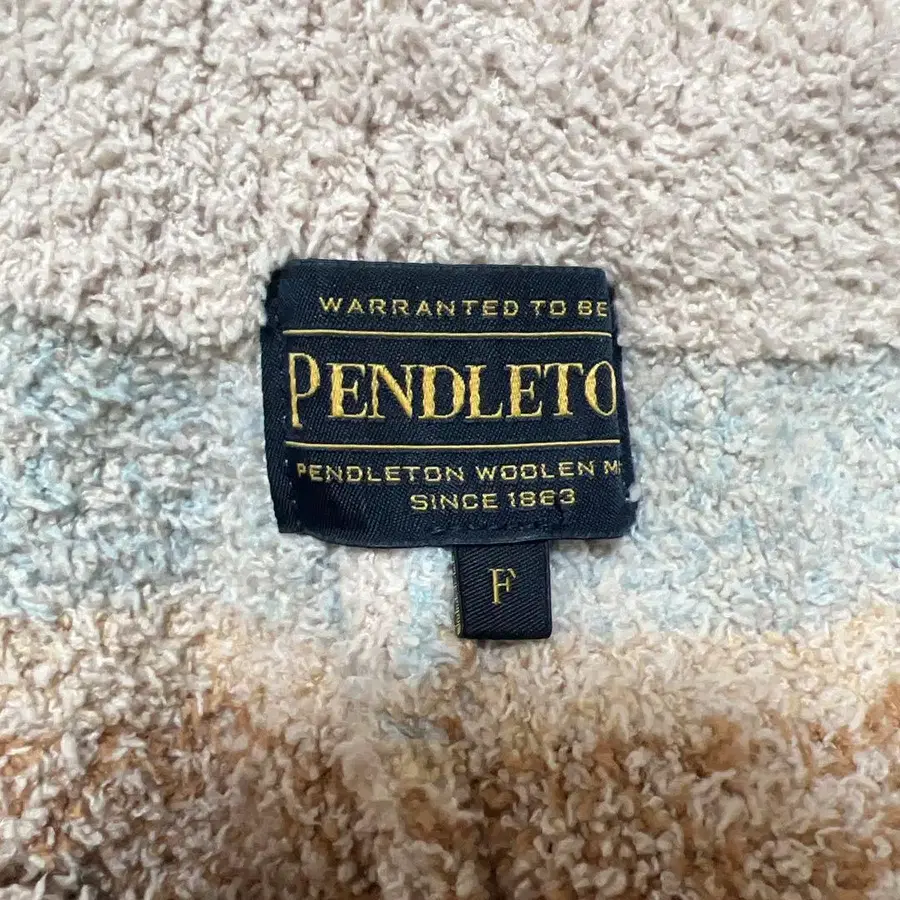 WARRANTED TO BE
PENDLETO
PENDLETON WOOLEN M
SINCE 1863
F